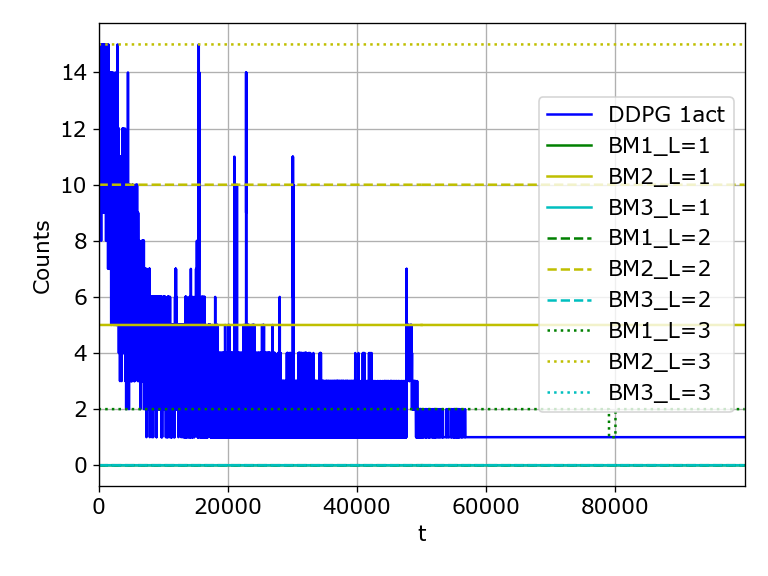 14
12
10
8
6
4
2
0
Counts
0 20000 40000 60000 80000
t
DDPG 1act
BM1_L=1
BM2_L=1
BM3_L=1
BM1_L=2
BM2_L=2
BM3_L=2
BM1_L=3
BM2_L=3
BM3_L=3